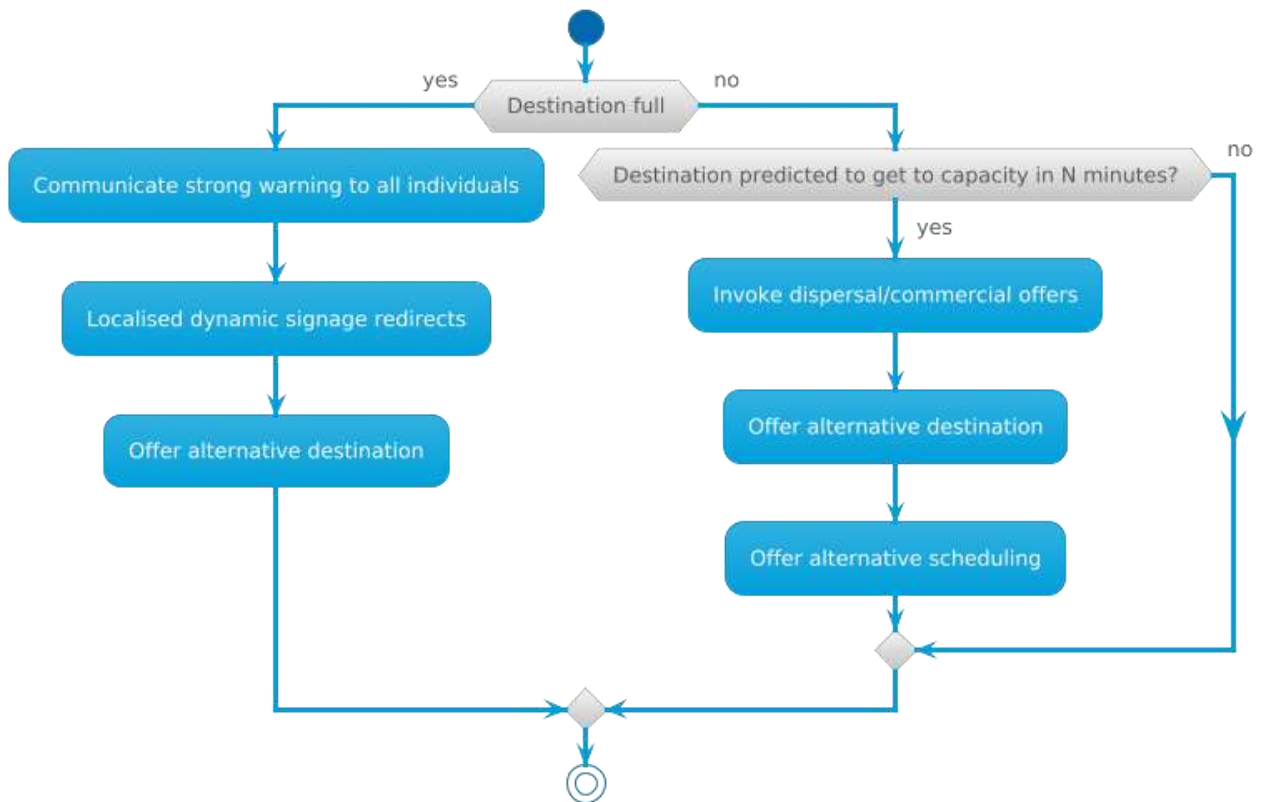 yes
no
Destination full
Communicate strong warning to all individuals
Destination predicted to get to capacity in N minutes?
no
yes
Localised dynamic signage redirects
Invoke dispersal/commercial offers
Offer alternative destination
Offer alternative destination
Offer alternative scheduling